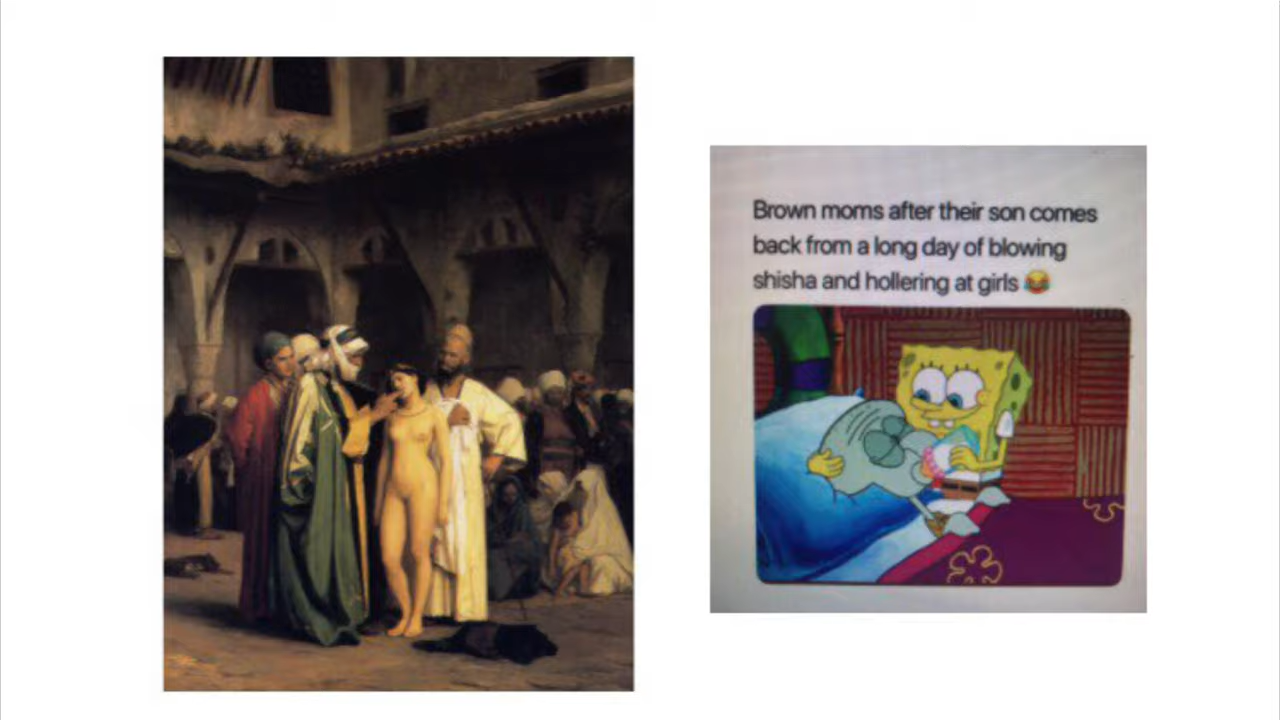 Brown moms after their son comes
back from a long day of blowing
shisha and hollering at girls 😂